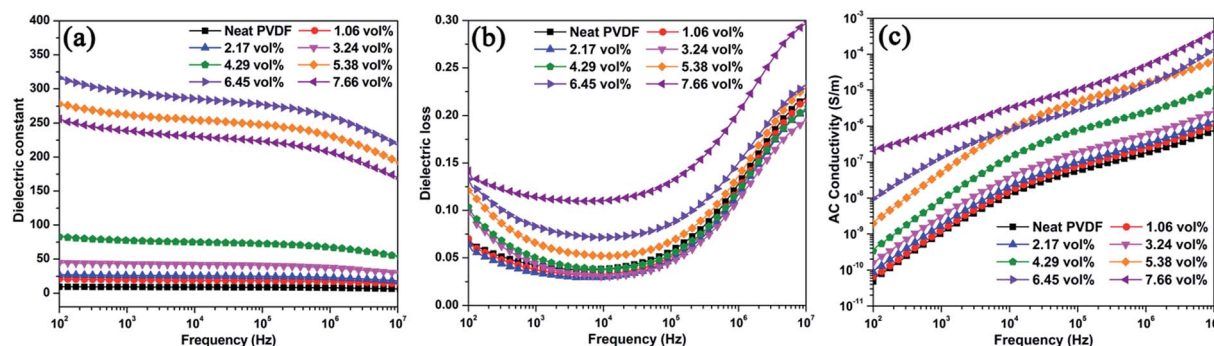 (a)
Neat PVDF 1.06 vol%
2.17 vol% 3.24 vol%
4.29 vol% 5.38 vol%
6.45 vol% 7.66 vol%
Dielectric constant
400
350
300
250
200
150
100
50
0
10² 10³ 10⁴ 10⁵ 10⁶ 10⁷
Frequency (Hz)
(b)
Neat PVDF 1.06 vol%
2.17 vol% 3.24 vol%
4.29 vol% 5.38 vol%
6.45 vol% 7.66 vol%
Dielectric loss
0.30
0.25
0.20
0.15
0.10
0.05
0.00
10² 10³ 10⁴ 10⁵ 10⁶ 10⁷
Frequency (Hz)
(c)
AC Conductivity (S/m)
10⁻³
10⁻⁴
10⁻⁵
10⁻⁶
10⁻⁷
10⁻⁸
10⁻⁹
10⁻¹⁰
10⁻¹¹
Neat PVDF 1.06 vol%
2.17 vol% 3.24 vol%
4.29 vol% 5.38 vol%
6.45 vol% 7.66 vol%
10² 10³ 10⁴ 10⁵ 10⁶ 10⁷
Frequency (Hz)